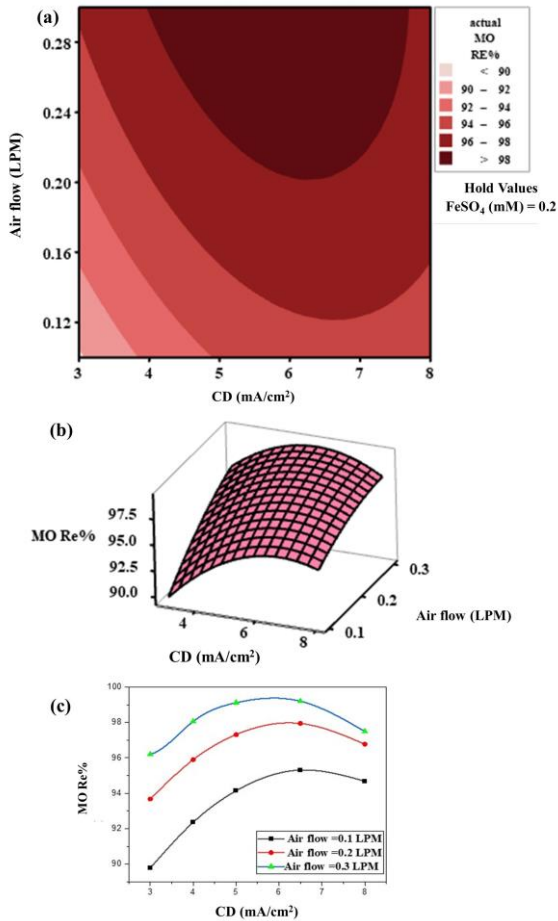 (a)
Air flow (LPM)
0.28
0.24
0.20
0.16
0.12
3 4 5 6 7 8
CD (mA/cm²)
actual
MO
RE%
< 90
90 – 92
92 – 94
94 – 96
96 – 98
> 98
Hold Values
FeSO₄ (mM) = 0.2
(b)
MO Re%
97.5
95.0
92.5
90.0
4 6 8
CD (mA/cm²)
0.3
0.2
0.1
Air flow (LPM)
(c)
MO Re%
100
98
96
94
92
90
3 4 5 6 7 8
CD (mA/cm²)
Air flow =0.1 LPM
Air flow =0.2 LPM
Air flow =0.3 LPM